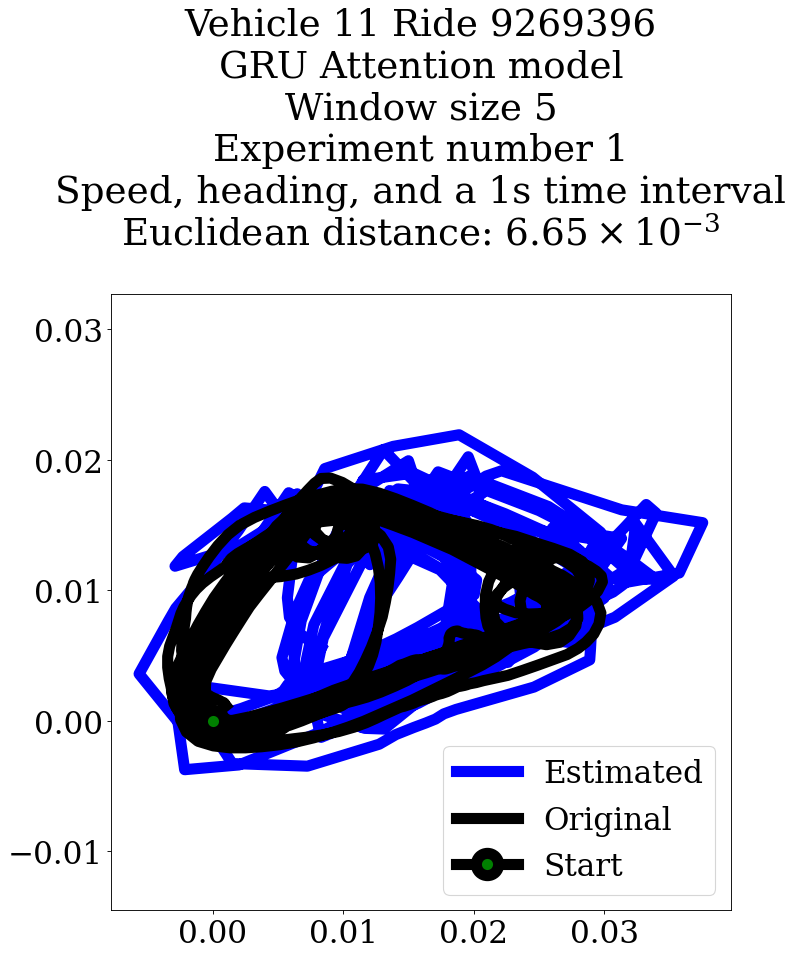 Vehicle 11 Ride 9269396
GRU Attention model
Window size 5
Experiment number 1
Speed, heading, and a 1s time interval
Euclidean distance: 6.65 × 10⁻³
0.03
0.02
0.01
0.00
−0.01
Estimated
Original
Start
0.00 0.01 0.02 0.03